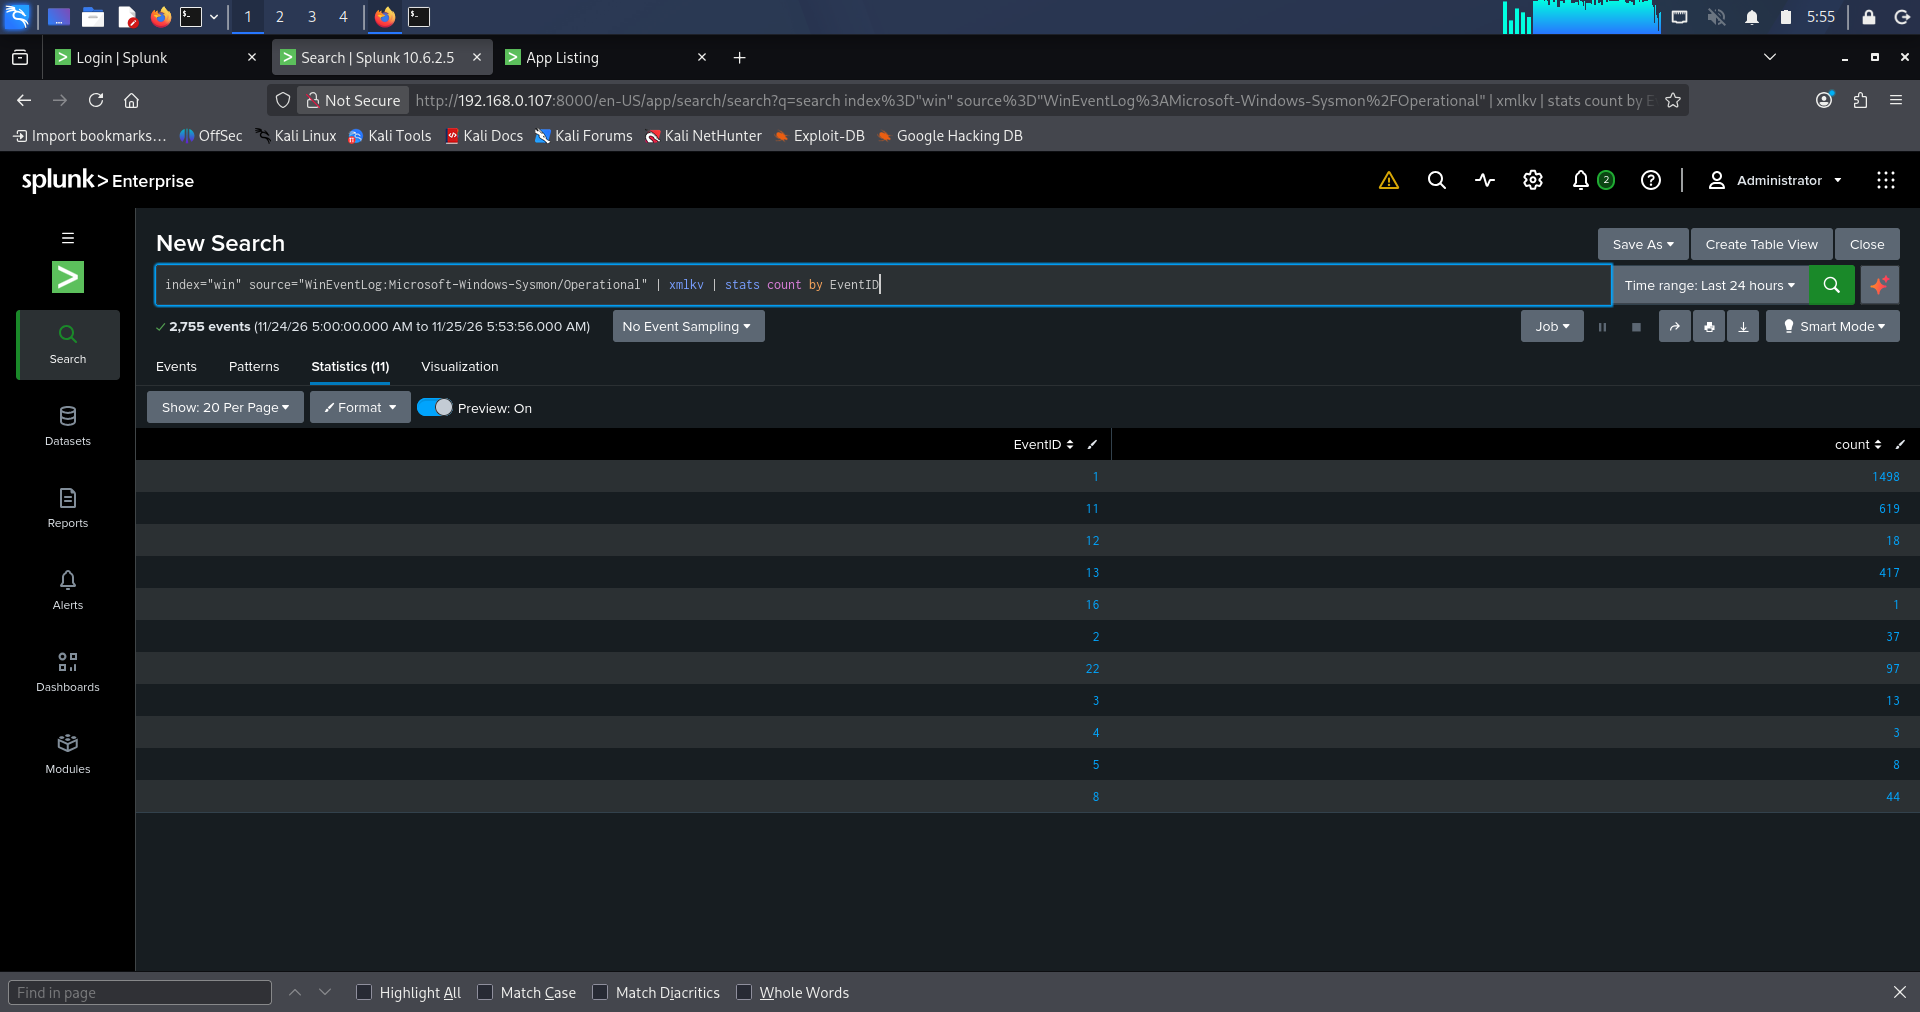 1 2 3 4 5:55
Login | Splunk Search | Splunk 10.6.2.5 App Listing
Not Secure http://192.168.0.107:8000/en-US/app/search/search?q=search index%3D"win" source%3D"WinEventLog%3AMicrosoft-Windows-Sysmon%2FOperational" | xmlkv | stats count by E
Import bookmarks… OffSec Kali Linux Kali Tools Kali Docs Kali Forums Kali NetHunter Exploit-DB Google Hacking DB
splunk> Enterprise 2 Administrator
New Search Save As Create Table View Close
index="win" source="WinEventLog:Microsoft-Windows-Sysmon/Operational" | xmlkv | stats count by EventID Time range: Last 24 hours
2,755 events (11/24/26 5:00:00.000 AM to 11/25/26 5:53:56.000 AM) No Event Sampling Job Smart Mode
Search
Datasets
Reports
Alerts
Dashboards
Modules
Events Patterns Statistics (11) Visualization
Show: 20 Per Page Format Preview: On
EventID count
1 1498
11 619
12 18
13 417
16 1
2 37
22 97
3 13
4 3
5 8
8 44
Find in page Highlight All Match Case Match Diacritics Whole Words